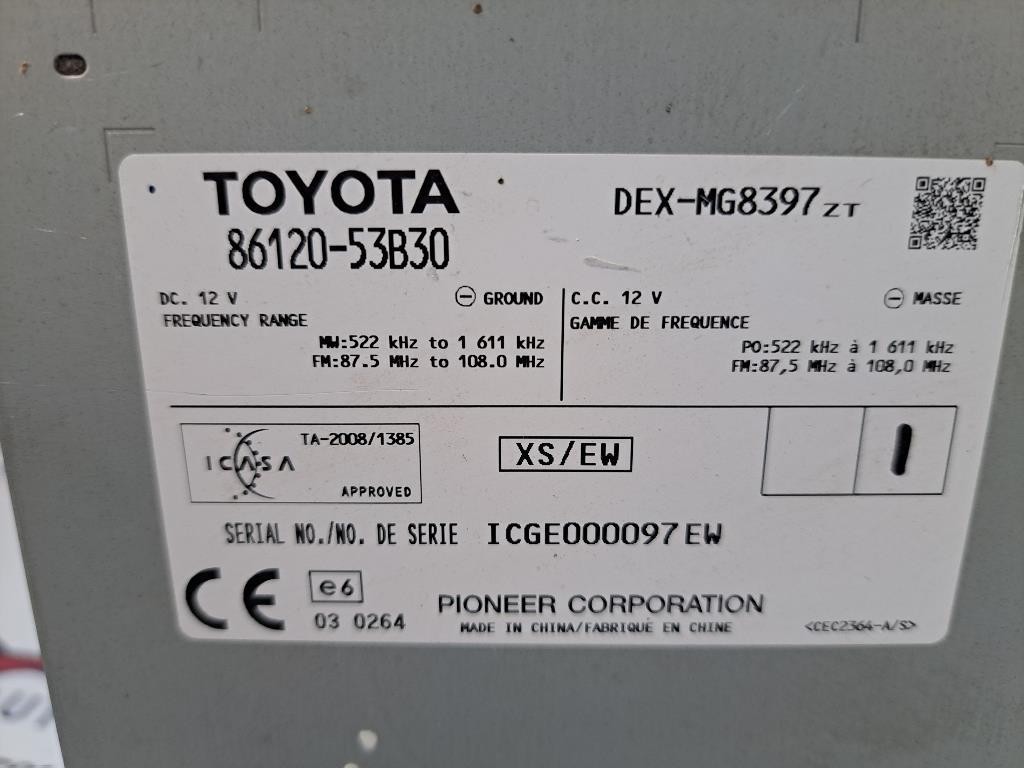 TOYOTA
86120-53B30
DEX-MG8397 ZT
DC. 12 V ⊖ GROUND
FREQUENCY RANGE
MW:522 kHz to 1 611 kHz
FM:87.5 MHz to 108.0 MHz
C.C. 12 V ⊖ MASSE
GAMME DE FREQUENCE
PO:522 kHz à 1 611 kHz
FM:87,5 MHz à 108,0 MHz
TA-2008/1385
ICASA
APPROVED
XS/EW
SERIAL NO./NO. DE SERIE ICGE000097EW
CE
e6
03 0264
PIONEER CORPORATION
MADE IN CHINA/FABRIQUÉ EN CHINE
<CEC2364-A/S>